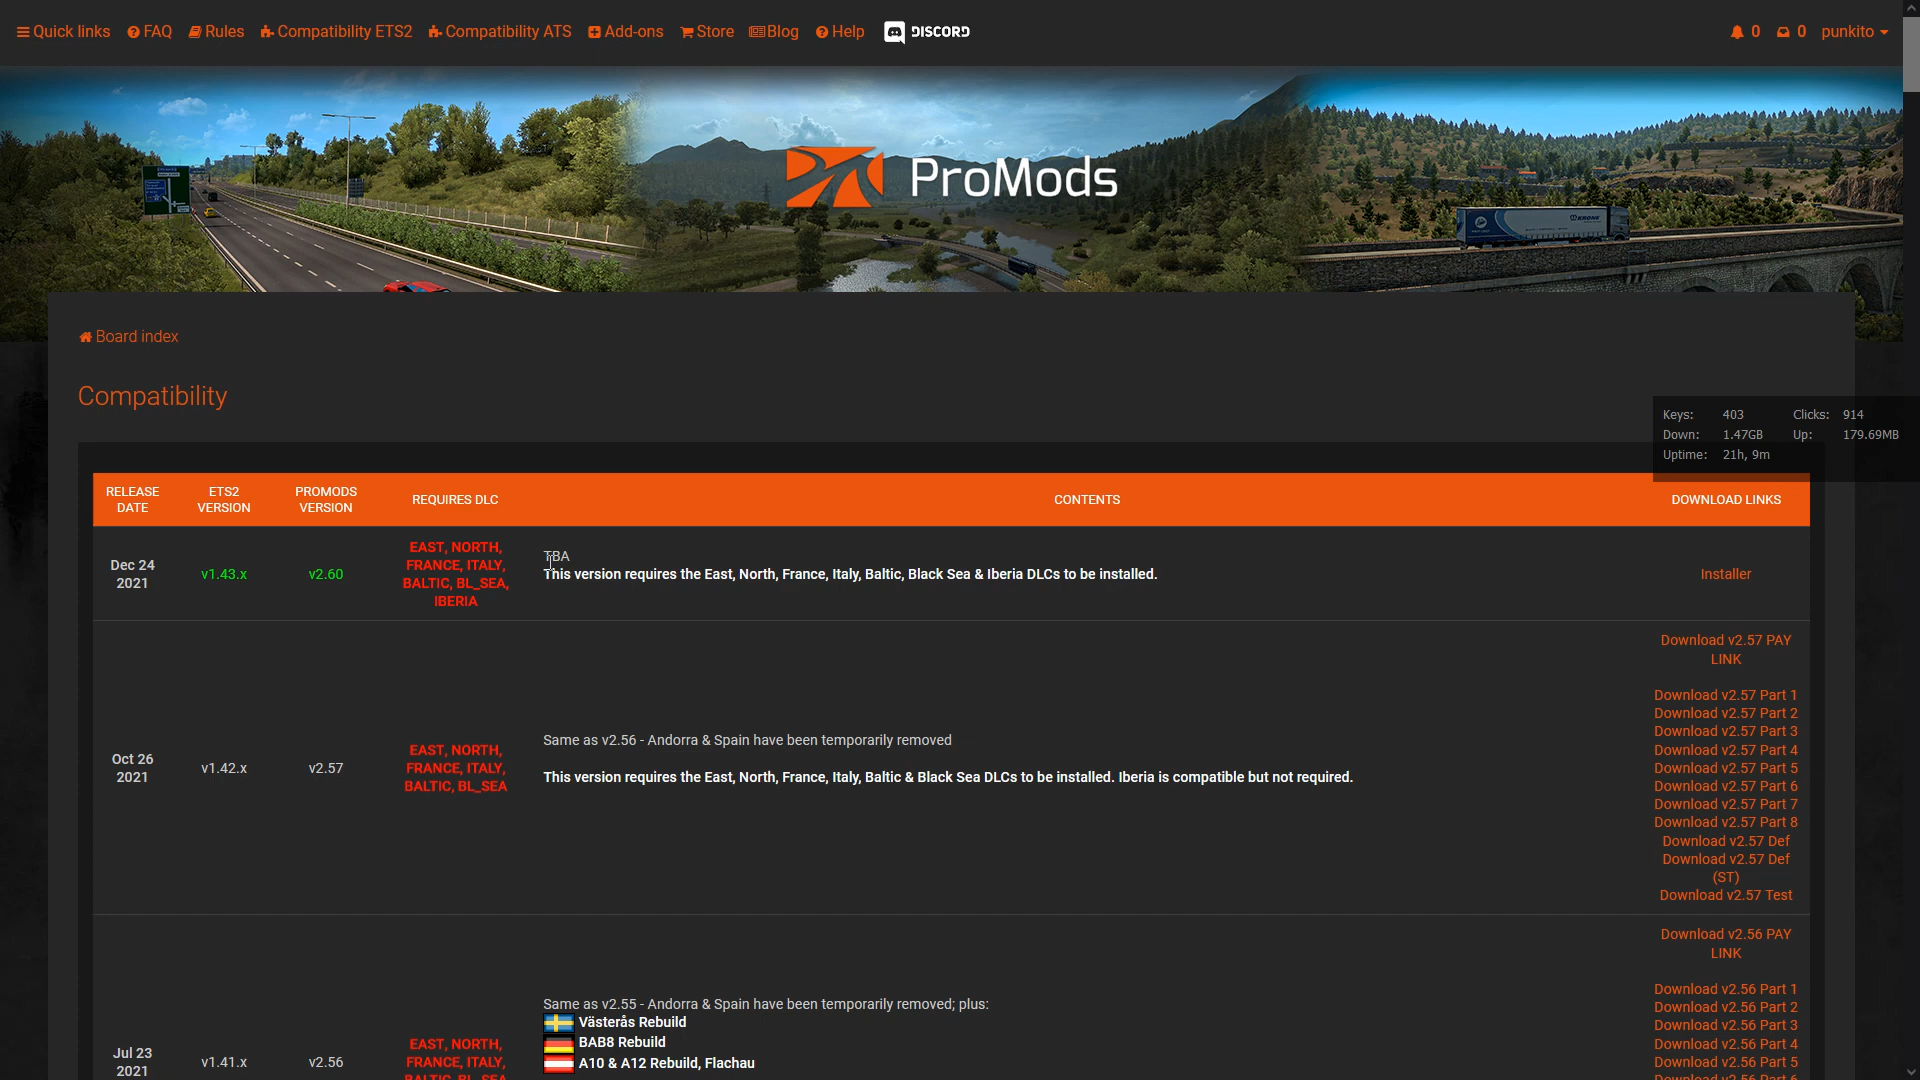 Quick links FAQ Rules Compatibility ETS2 Compatibility ATS Add-ons Store Blog Help DISCORD 0 0 punkito
ProMods
KRONE
Board index
Compatibility
Keys: 403 Clicks: 914
Down: 1.47GB Up: 179.69MB
Uptime: 21h, 9m
RELEASE DATE
ETS2 VERSION
PROMODS VERSION
REQUIRES DLC
CONTENTS
DOWNLOAD LINKS
Dec 24
2021
v1.43.x
v2.60
EAST, NORTH,
FRANCE, ITALY,
BALTIC, BL_SEA,
IBERIA
TBA
This version requires the East, North, France, Italy, Baltic, Black Sea & Iberia DLCs to be installed.
Installer
Oct 26
2021
v1.42.x
v2.57
EAST, NORTH,
FRANCE, ITALY,
BALTIC, BL_SEA
Same as v2.56 - Andorra & Spain have been temporarily removed
This version requires the East, North, France, Italy, Baltic & Black Sea DLCs to be installed. Iberia is compatible but not required.
Download v2.57 PAY
LINK
Download v2.57 Part 1
Download v2.57 Part 2
Download v2.57 Part 3
Download v2.57 Part 4
Download v2.57 Part 5
Download v2.57 Part 6
Download v2.57 Part 7
Download v2.57 Part 8
Download v2.57 Def
Download v2.57 Def
(ST)
Download v2.57 Test
Jul 23
2021
v1.41.x
v2.56
EAST, NORTH,
FRANCE, ITALY,
BALTIC, BL_SEA
Same as v2.55 - Andorra & Spain have been temporarily removed; plus:
Västerås Rebuild
BAB8 Rebuild
A10 & A12 Rebuild, Flachau
Download v2.56 PAY
LINK
Download v2.56 Part 1
Download v2.56 Part 2
Download v2.56 Part 3
Download v2.56 Part 4
Download v2.56 Part 5
Download v2.56 Part 6